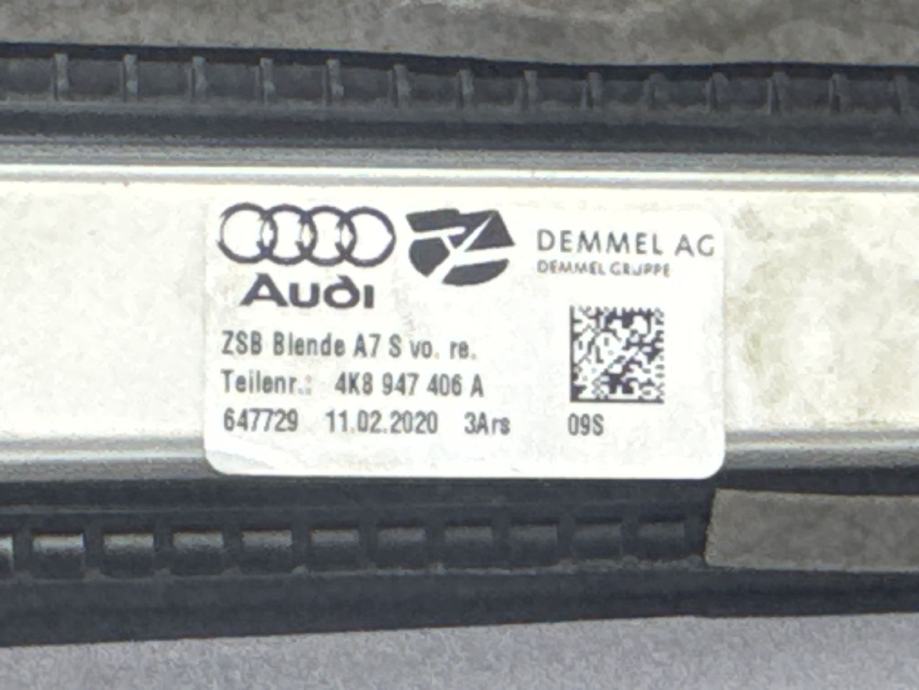 Audi
DEMMEL AG
DEMMEL GRUPPE
ZSB Blende A7 S vo. re.
Teilenr.: 4K8 947 406 A
647729 11.02.2020 3Ars 09S